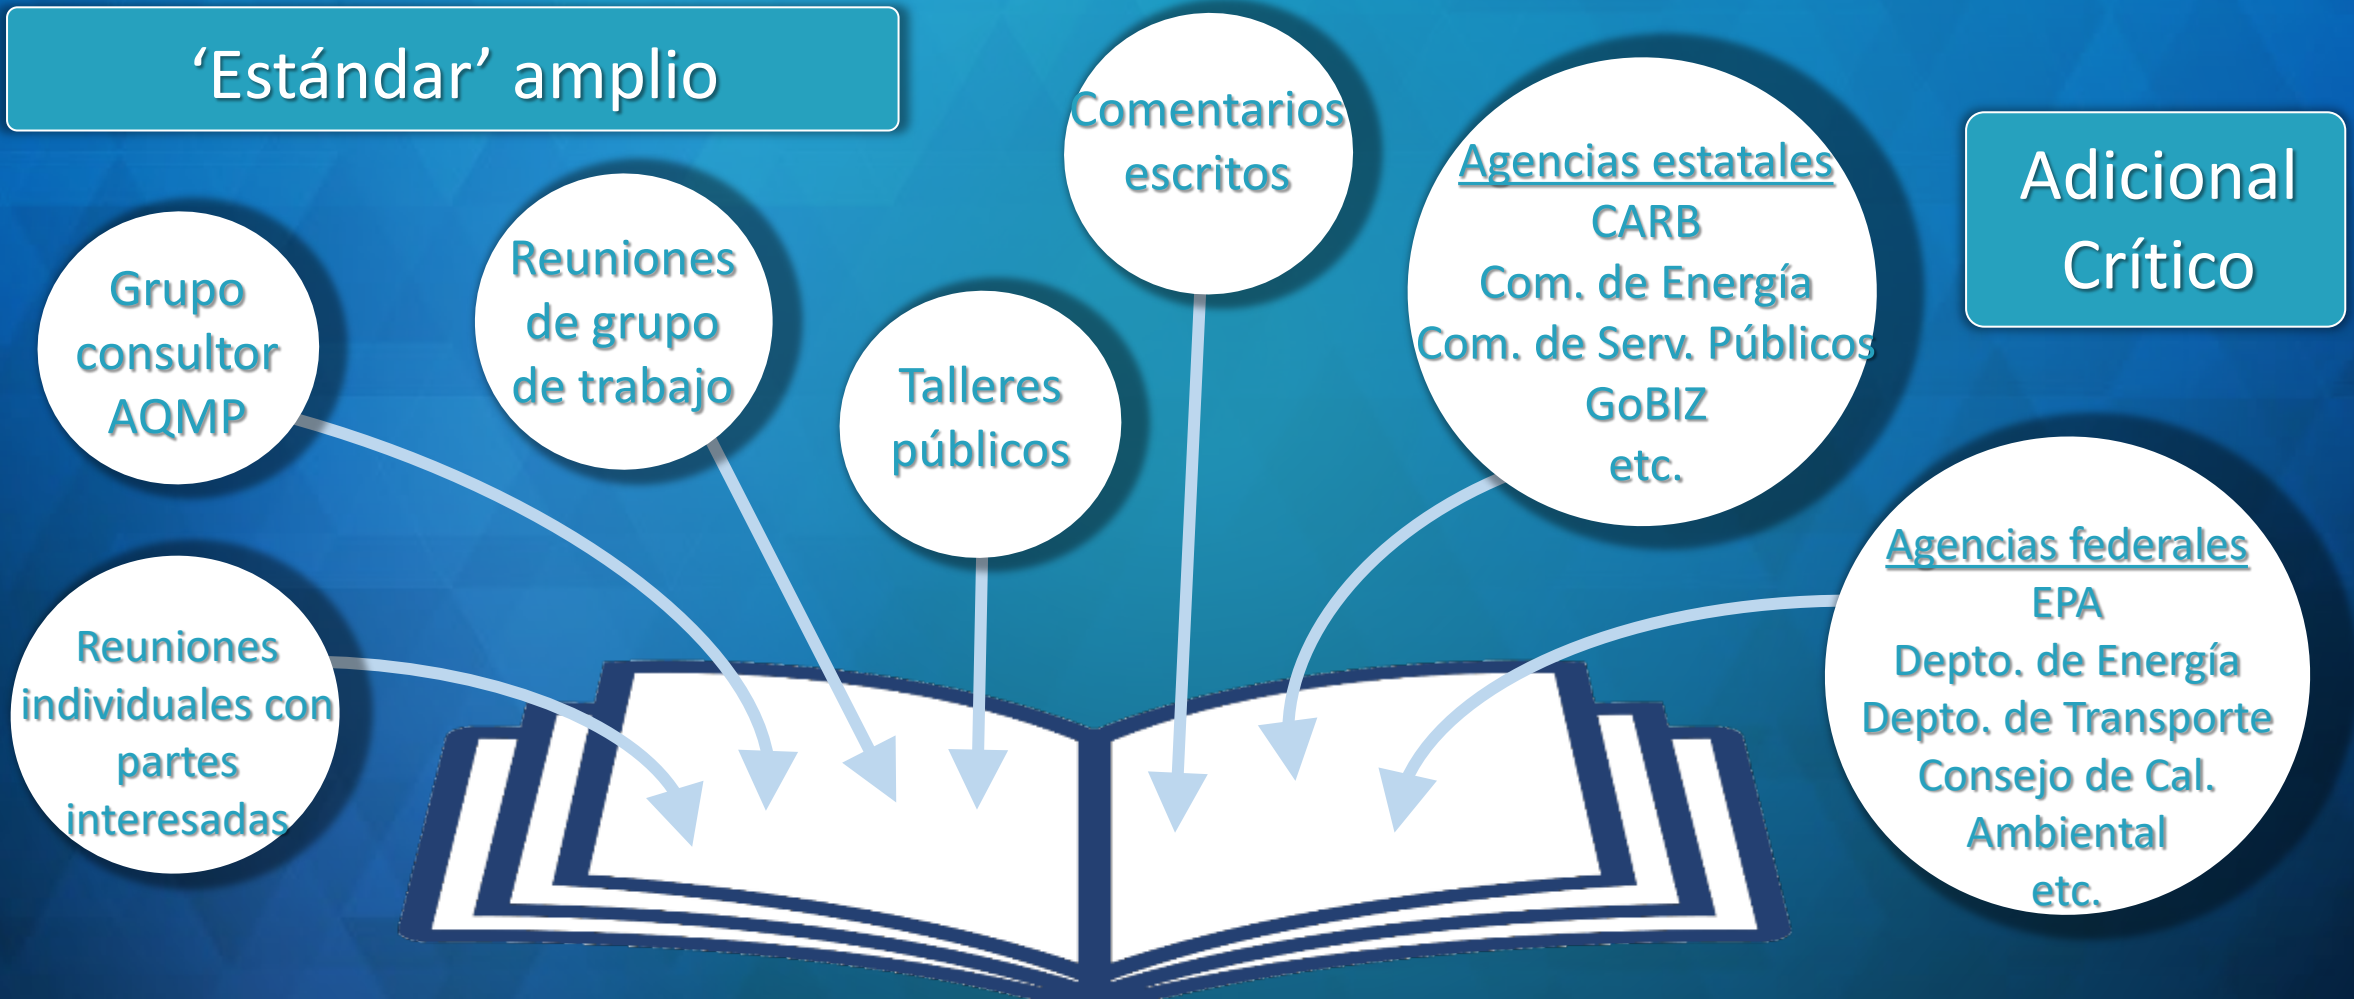 ‘Estándar’ amplio
Grupo
consultor
AQMP
Reuniones
individuales con
partes
interesadas
Reuniones
de grupo
de trabajo
Talleres
públicos
Comentarios
escritos
Agencias estatales
CARB
Com. de Energía
Com. de Serv. Públicos
GoBIZ
etc.
Adicional
Crítico
Agencias federales
EPA
Depto. de Energía
Depto. de Transporte
Consejo de Cal.
Ambiental
etc.